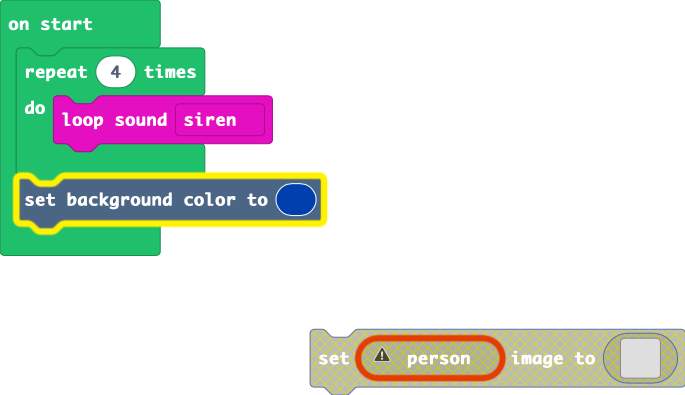 on start
repeat 4 times
do
loop sound siren
set background color to
set person image to